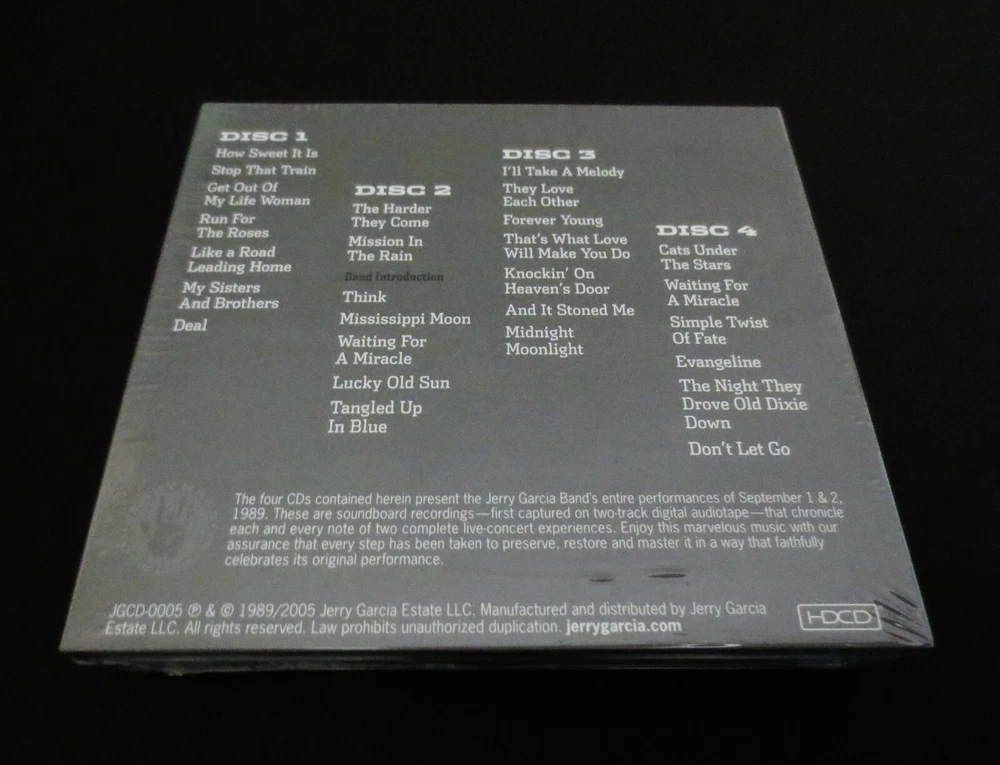 DISC 1
How Sweet It Is
Stop That Train
Get Out Of
My Life Woman
Run For
The Roses
Like a Road
Leading Home
My Sisters
And Brothers
Deal
DISC 2
The Harder
They Come
Mission In
The Rain
Band Introduction
Think
Mississippi Moon
Waiting For
A Miracle
Lucky Old Sun
Tangled Up
In Blue
DISC 3
I'll Take A Melody
They Love
Each Other
Forever Young
That's What Love
Will Make You Do
Knockin' On
Heaven's Door
And It Stoned Me
Midnight
Moonlight
DISC 4
Cats Under
The Stars
Waiting For
A Miracle
Simple Twist
Of Fate
Evangeline
The Night They
Drove Old Dixie
Down
Don't Let Go
The four CDs contained herein present the Jerry Garcia Band's entire performances of September 1 & 2,
1989. These are soundboard recordings—first captured on two-track digital audiotape—that chronicle
each and every note of two complete live-concert experiences. Enjoy this marvelous music with our
assurance that every step has been taken to preserve, restore and master it in a way that faithfully
celebrates its original performance.
JGCD-0005 ℗ & © 1989/2005 Jerry Garcia Estate LLC. Manufactured and distributed by Jerry Garcia
Estate LLC. All rights reserved. Law prohibits unauthorized duplication. jerrygarcia.com
HDCD